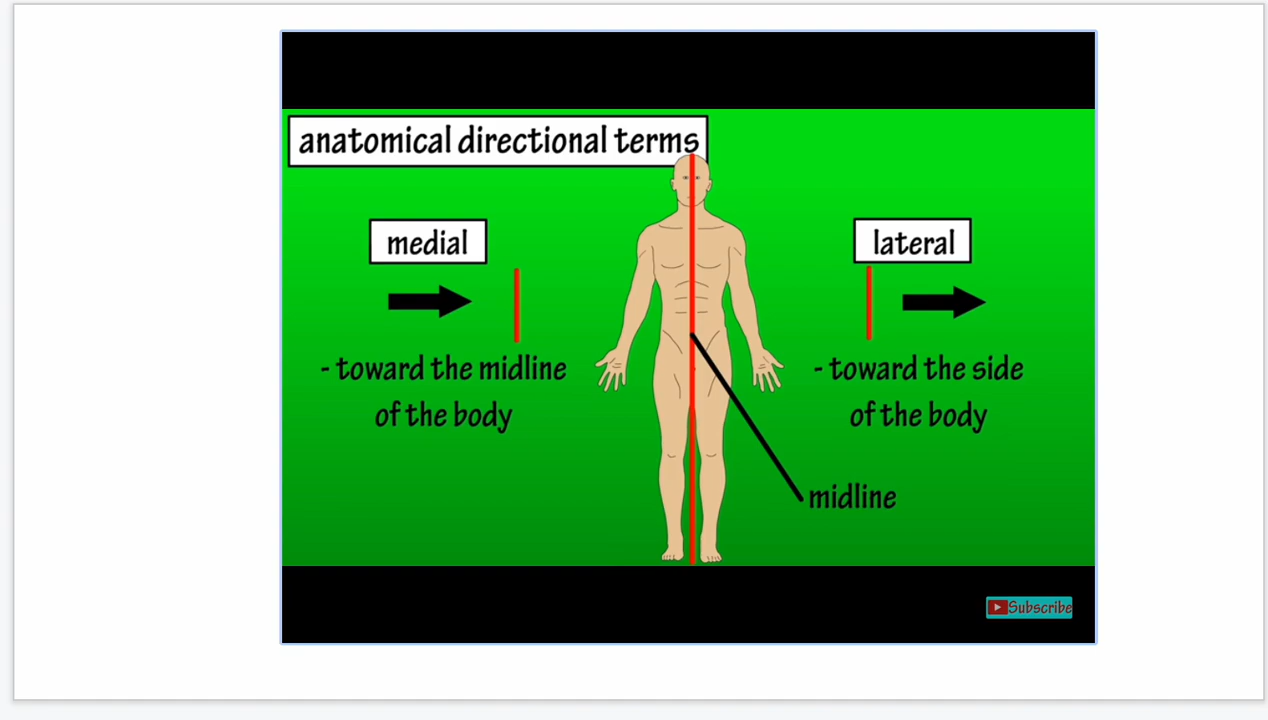 anatomical directional terms
medial
- toward the midline
of the body
lateral
- toward the side
of the body
midline
Subscribe